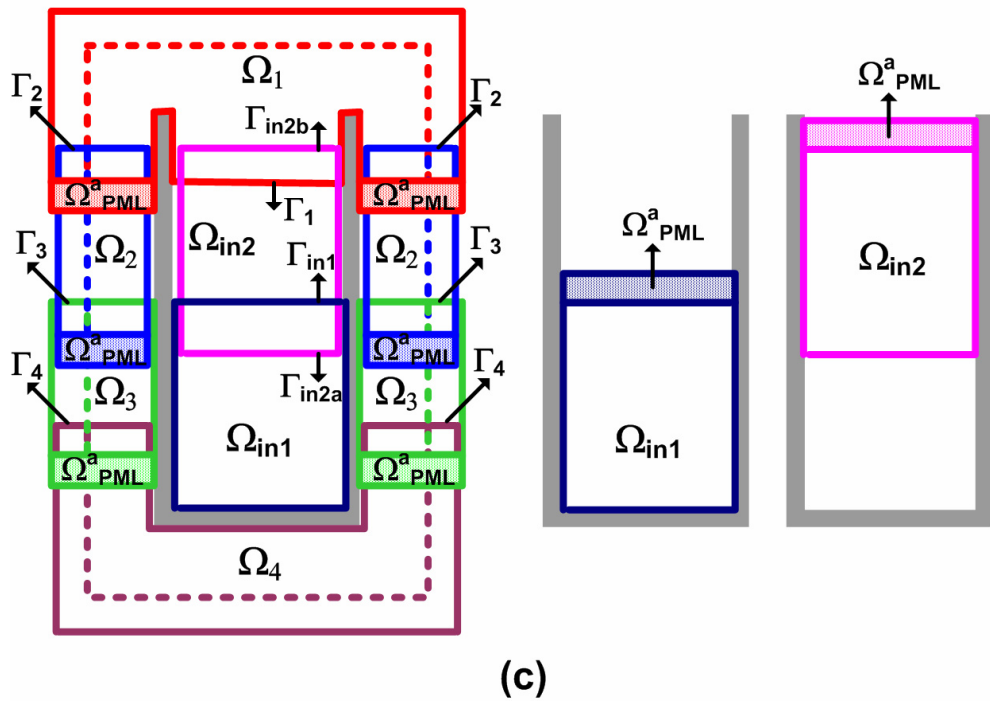 Ω₁
Γ₂ Γ₂
Γin2b
ΩᵃPML ΩᵃPML
Γ₁
Γ₃ Γ₃
Ω₂ Ωin2 Ω₂
Γin1
ΩᵃPML ΩᵃPML
Γ₄ Γ₄
Ω₃ Γin2a Ω₃
Ωin1
ΩᵃPML ΩᵃPML
Ω₄
ΩᵃPML
Ωin1
ΩᵃPML
Ωin2
(c)